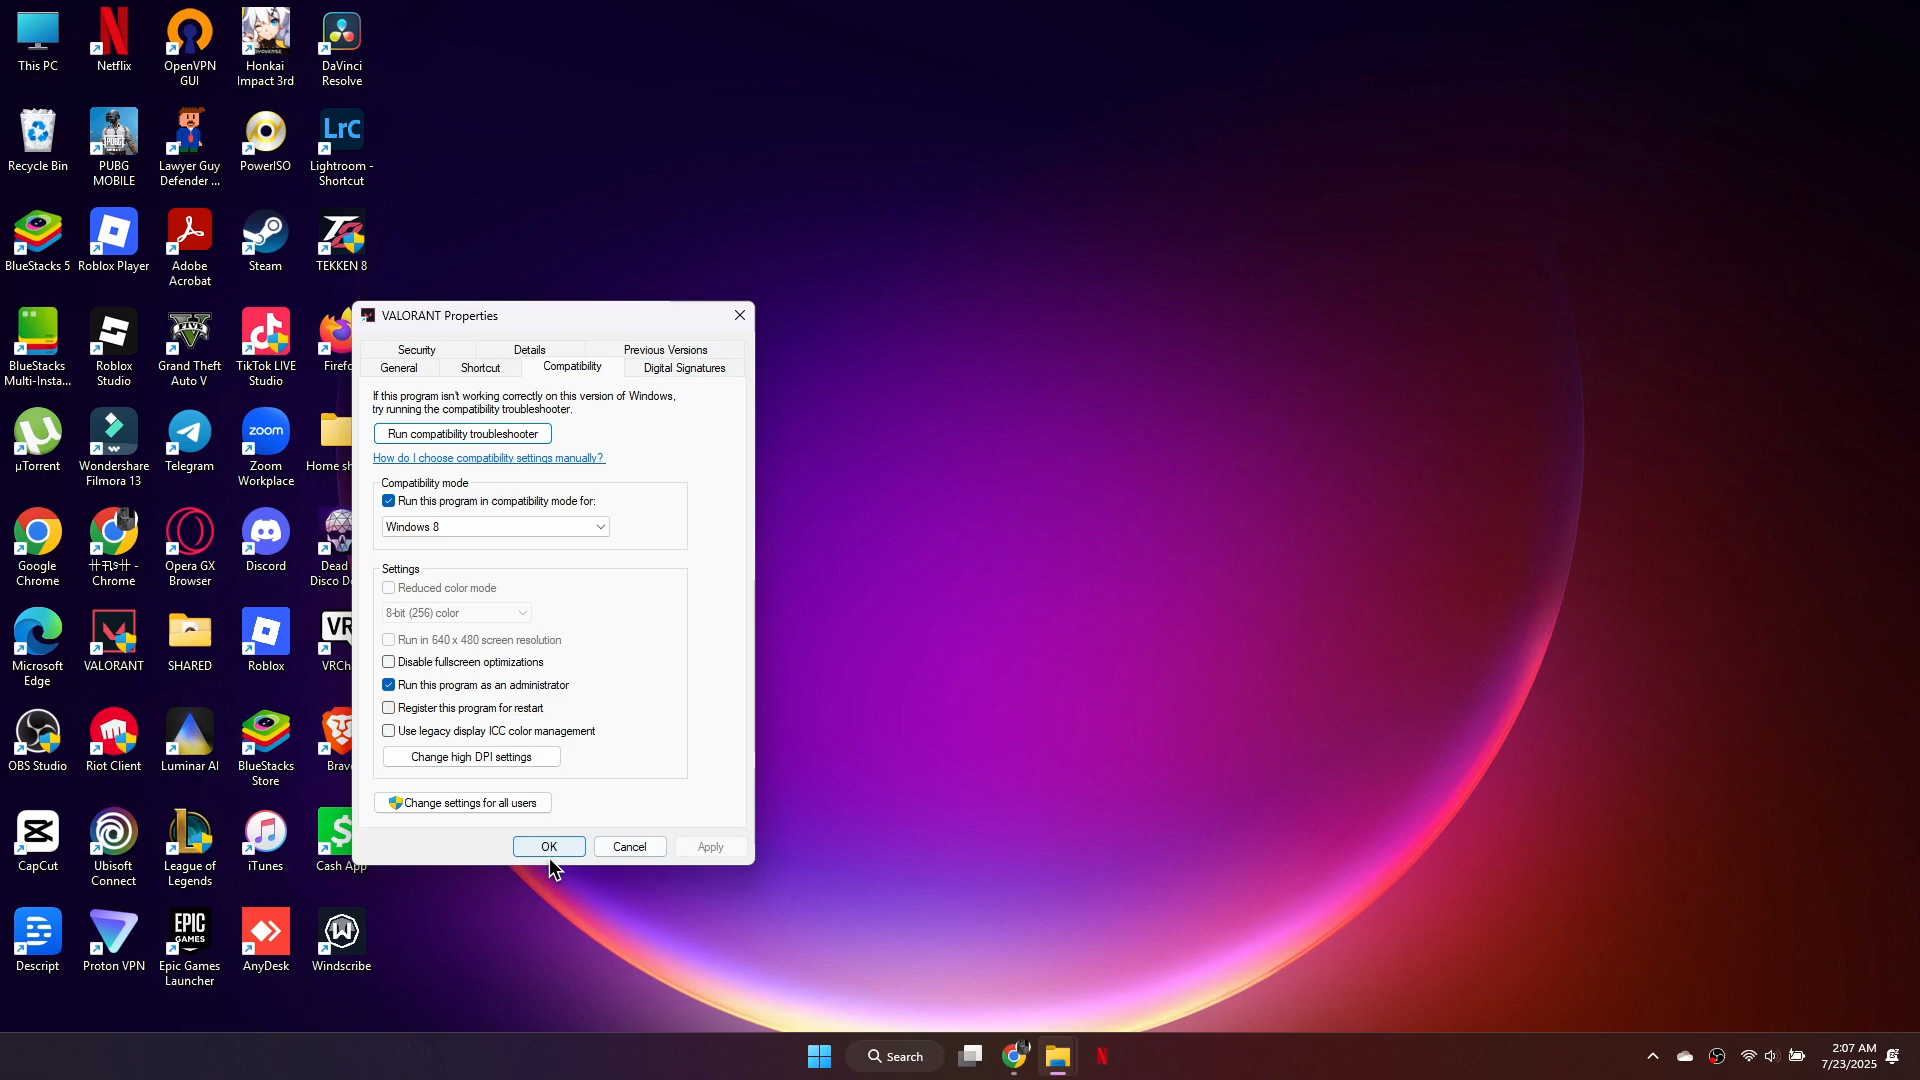 This PC
Netflix
OpenVPN
GUI
Honkai
Impact 3rd
DaVinci
Resolve
Recycle Bin
PUBG
MOBILE
Lawyer Guy
Defender ...
PowerISO
LrC
Lightroom -
Shortcut
BlueStacks 5
Roblox Player
Adobe
Acrobat
Steam
TEKKEN 8
BlueStacks
Multi-Insta...
Roblox
Studio
Grand Theft
Auto V
TikTok LIVE
Studio
Firefo
µTorrent
Wondershare
Filmora 13
Telegram
zoom
Zoom
Workplace
Home sh
Google
Chrome
Chrome
Opera GX
Browser
Discord
Dead
Disco D
Microsoft
Edge
VALORANT
SHARED
Roblox
VR
VRCh
OBS Studio
Riot Client
Luminar AI
BlueStacks
Store
Brav
CapCut
Ubisoft
Connect
League of
Legends
iTunes
Cash App
Descript
Proton VPN
EPIC
GAMES
Epic Games
Launcher
AnyDesk
Windscribe
VALORANT Properties
Security
Details
Previous Versions
General
Shortcut
Compatibility
Digital Signatures
If this program isn't working correctly on this version of Windows,
try running the compatibility troubleshooter.
Run compatibility troubleshooter
How do I choose compatibility settings manually?
Compatibility mode
Run this program in compatibility mode for:
Windows 8
Settings
Reduced color mode
8-bit (256) color
Run in 640 x 480 screen resolution
Disable fullscreen optimizations
Run this program as an administrator
Register this program for restart
Use legacy display ICC color management
Change high DPI settings
Change settings for all users
OK
Cancel
Apply
Search
2:07 AM
7/23/2025